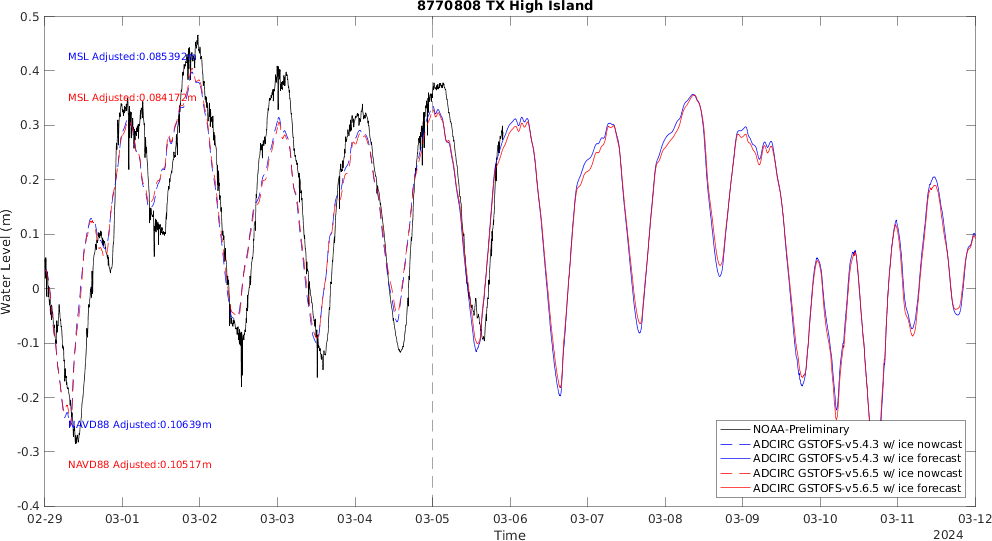 8770808 TX High Island
0.5
MSL Adjusted:0.085392m
0.4
MSL Adjusted:0.084172m
0.3
0.2
0.1
Water Level (m)
0
-0.1
-0.2
NAVD88 Adjusted:0.10639m
-0.3
NAVD88 Adjusted:0.10517m
-0.4
NOAA-Preliminary
ADCIRC GSTOFS-v5.4.3 w/ ice nowcast
ADCIRC GSTOFS-v5.4.3 w/ ice forecast
ADCIRC GSTOFS-v5.6.5 w/ ice nowcast
ADCIRC GSTOFS-v5.6.5 w/ ice forecast
02-29 03-01 03-02 03-03 03-04 03-05 03-06 03-07 03-08 03-09 03-10 03-11 03-12
Time
2024